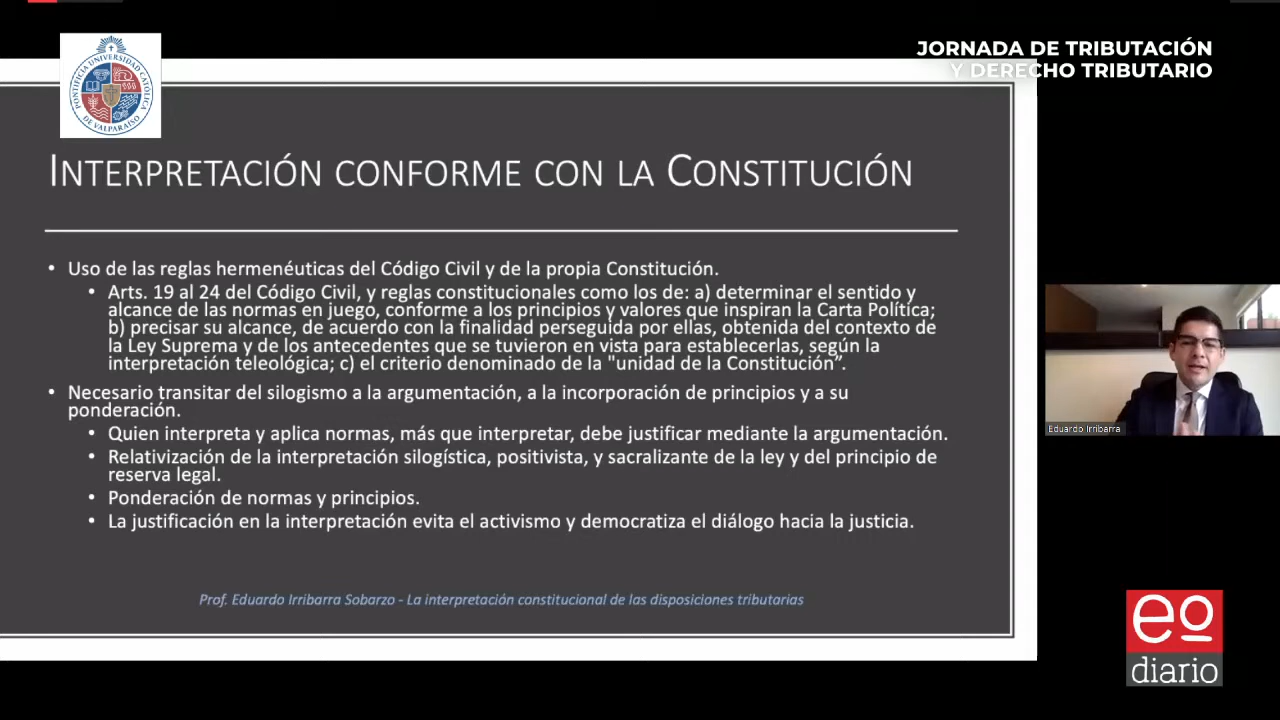 JORNADA DE TRIBUTACIÓN
Y DERECHO TRIBUTARIO
PONTIFICIA UNIVERSIDAD CATÓLICA
DE VALPARAÍSO
INTERPRETACIÓN CONFORME CON LA CONSTITUCIÓN
• Uso de las reglas hermenéuticas del Código Civil y de la propia Constitución.
• Arts. 19 al 24 del Código Civil, y reglas constitucionales como los de: a) determinar el sentido y
alcance de las normas en juego, conforme a los principios y valores que inspiran la Carta Política;
b) precisar su alcance, de acuerdo con la finalidad perseguida por ellas, obtenida del contexto de
la Ley Suprema y de los antecedentes que se tuvieron en vista para establecerlas, según la
interpretación teleológica; c) el criterio denominado de la "unidad de la Constitución”.
• Necesario transitar del silogismo a la argumentación, a la incorporación de principios y a su
ponderación.
• Quien interpreta y aplica normas, más que interpretar, debe justificar mediante la argumentación.
• Relativización de la interpretación silogística, positivista, y sacralizante de la ley y del principio de
reserva legal.
• Ponderación de normas y principios.
• La justificación en la interpretación evita el activismo y democratiza el diálogo hacia la justicia.
Prof. Eduardo Irribarra Sobarzo - La interpretación constitucional de las disposiciones tributarias
Eduardo Irribarra
eo
diario